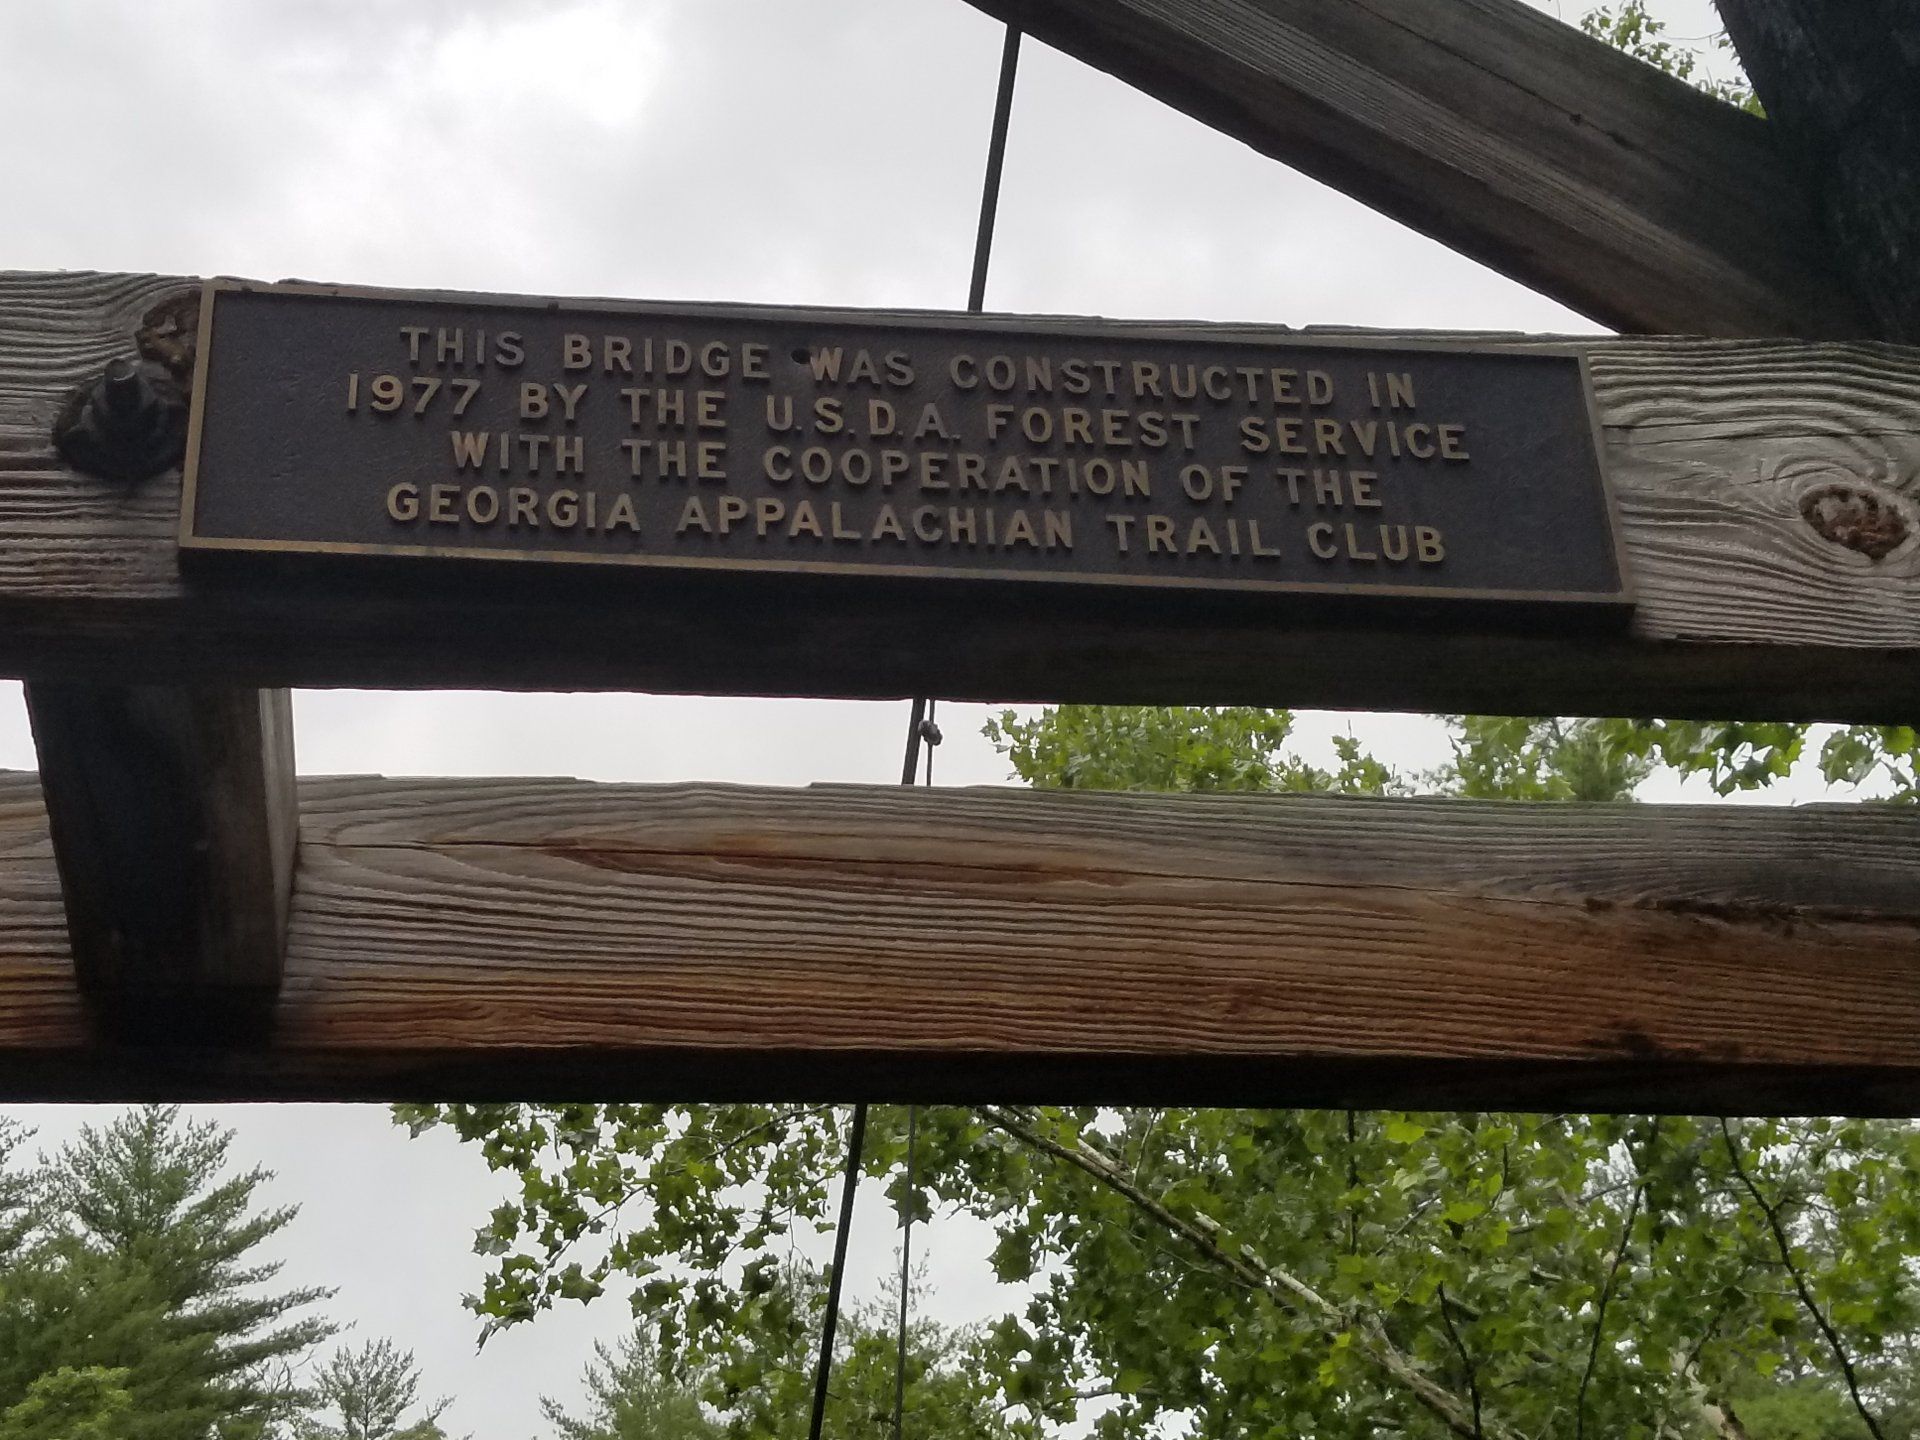 THIS BRIDGE WAS CONSTRUCTED IN
1977 BY THE U.S.D.A. FOREST SERVICE
WITH THE COOPERATION OF THE
GEORGIA APPALACHIAN TRAIL CLUB